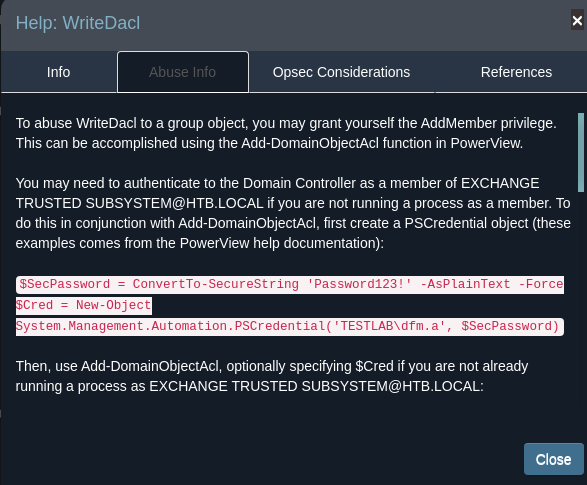 Help: WriteDacl
×
Info
Abuse Info
Opsec Considerations
References
To abuse WriteDacl to a group object, you may grant yourself the AddMember privilege.
This can be accomplished using the Add-DomainObjectAcl function in PowerView.
You may need to authenticate to the Domain Controller as a member of EXCHANGE
TRUSTED SUBSYSTEM@HTB.LOCAL if you are not running a process as a member. To
do this in conjunction with Add-DomainObjectAcl, first create a PSCredential object (these
examples comes from the PowerView help documentation):
$SecPassword = ConvertTo-SecureString 'Password123!' -AsPlainText -Force
$Cred = New-Object
System.Management.Automation.PSCredential('TESTLAB\dfm.a', $SecPassword)
Then, use Add-DomainObjectAcl, optionally specifying $Cred if you are not already
running a process as EXCHANGE TRUSTED SUBSYSTEM@HTB.LOCAL:
Close